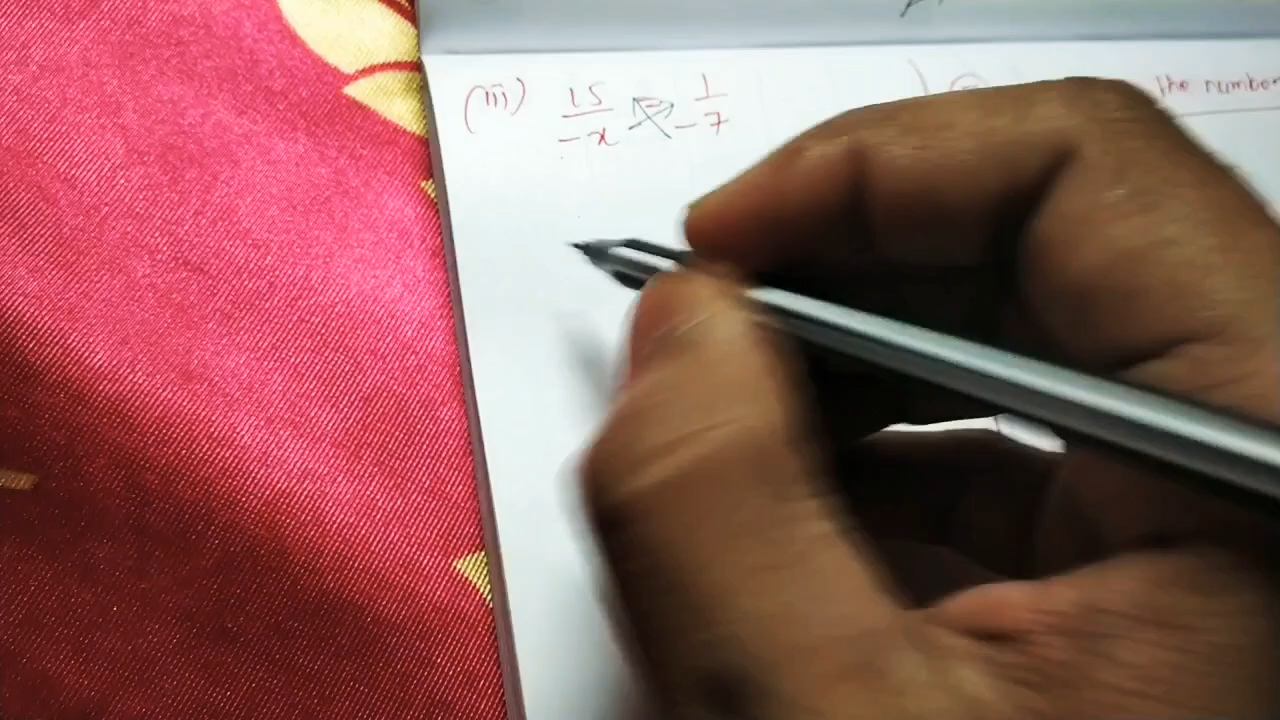 (iii) 15/-x = 1/-7
the number